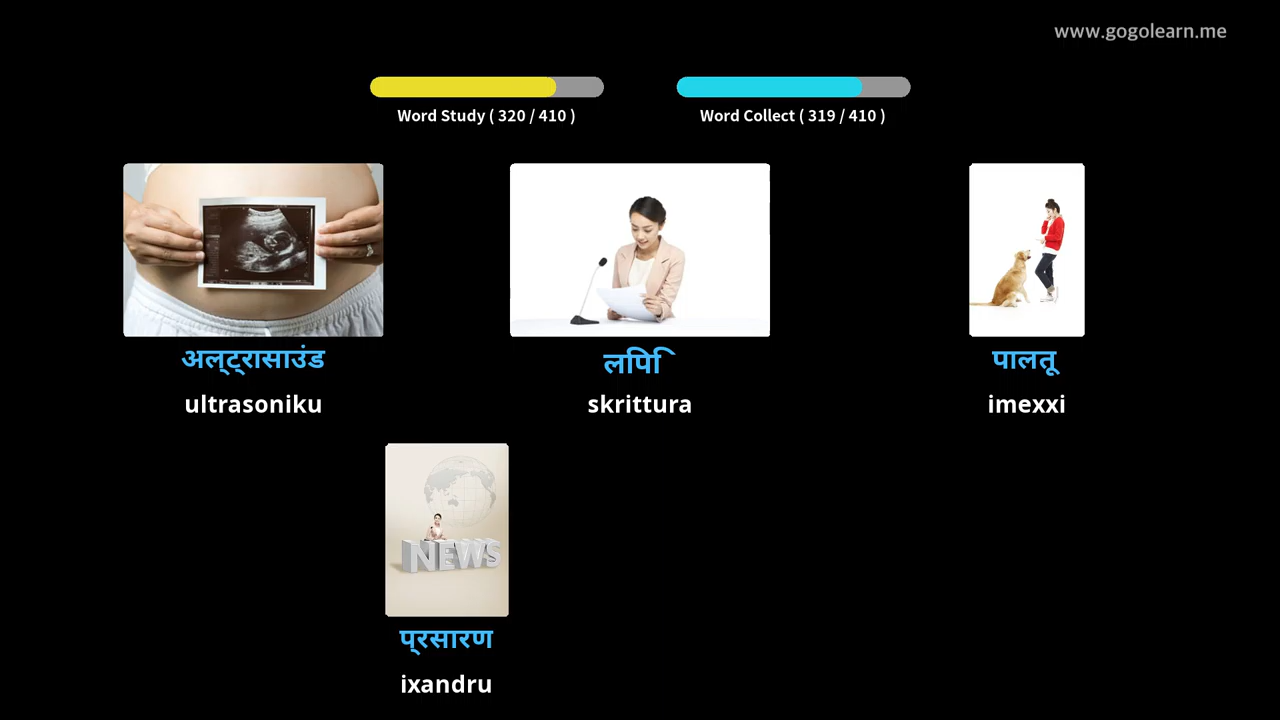 www.gogolearn.me
Word Study ( 320 / 410 )
Word Collect ( 319 / 410 )
अल्ट्रासाउंड
लिपि
पालतू
ultrasoniku
skrittura
imexxi
NEWS
प्रसारण
ixandru